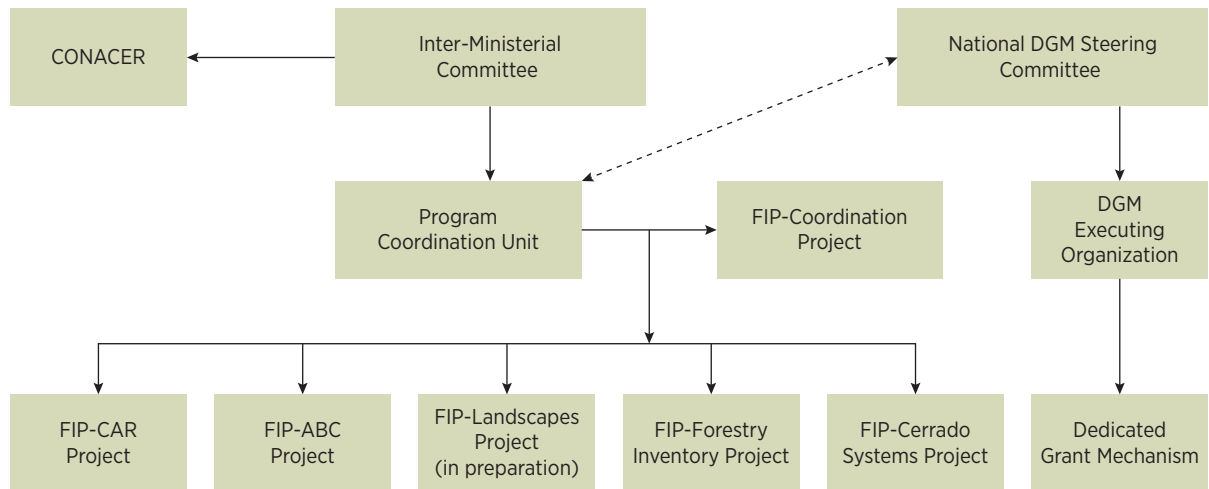 CONACER
Inter-Ministerial
Committee
National DGM Steering
Committee
Program
Coordination Unit
FIP-Coordination
Project
DGM
Executing
Organization
FIP-CAR
Project
FIP-ABC
Project
FIP-Landscapes
Project
(in preparation)
FIP-Forestry
Inventory Project
FIP-Cerrado
Systems Project
Dedicated
Grant Mechanism